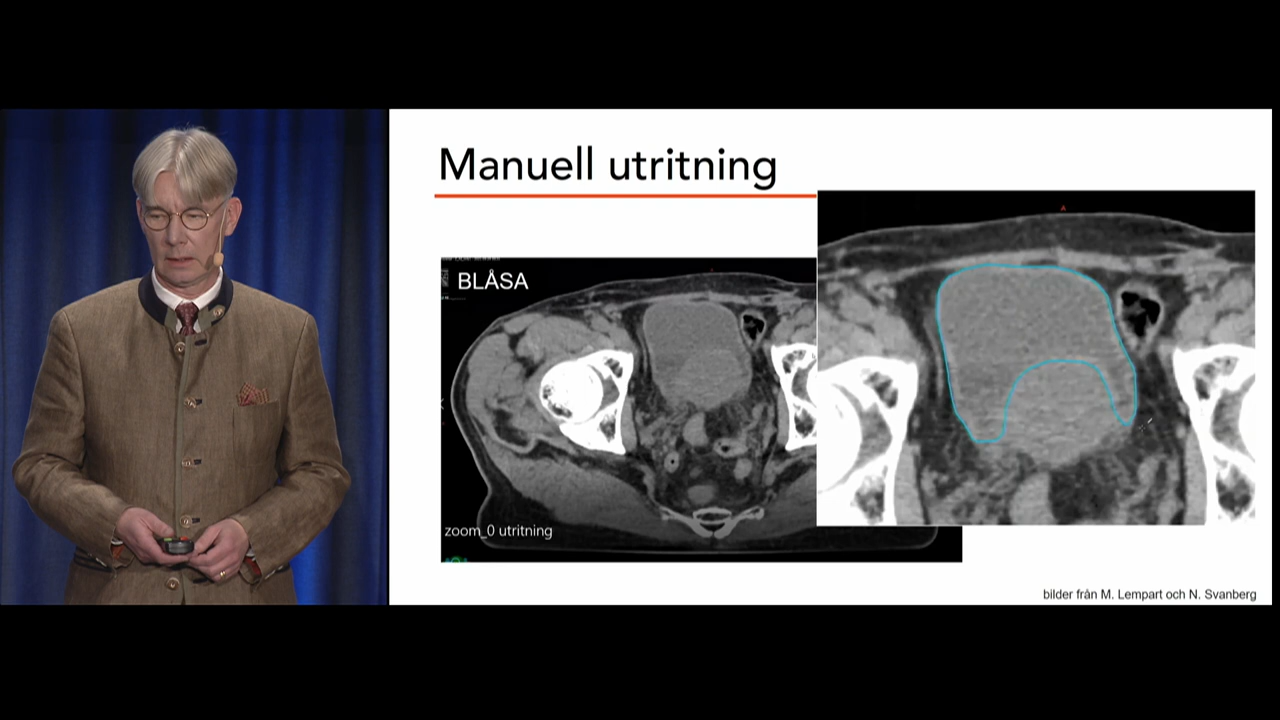 Manuell utritning
BLÅSA
zoom_0 utritning
bilder från M. Lempart och N. Svanberg